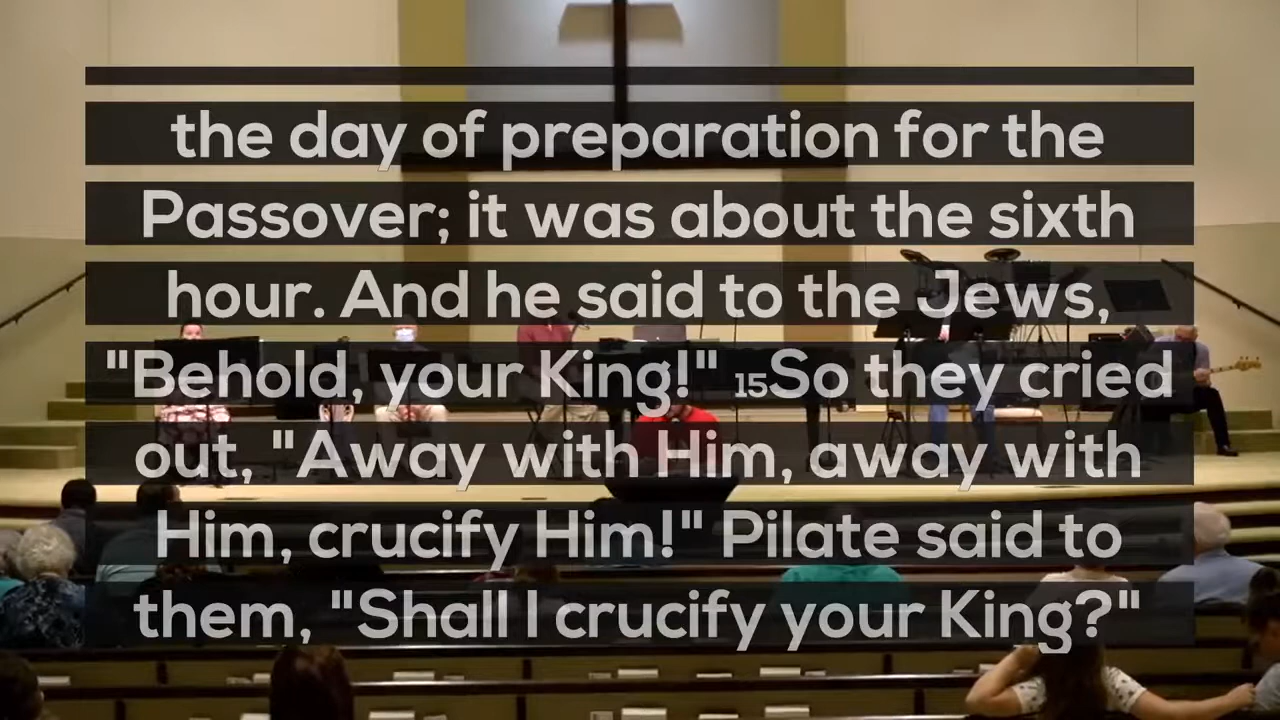 the day of preparation for the
Passover; it was about the sixth
hour. And he said to the Jews,
"Behold, your King!" 15So they cried
out, "Away with Him, away with
Him, crucify Him!" Pilate said to
them, "Shall I crucify your King?"